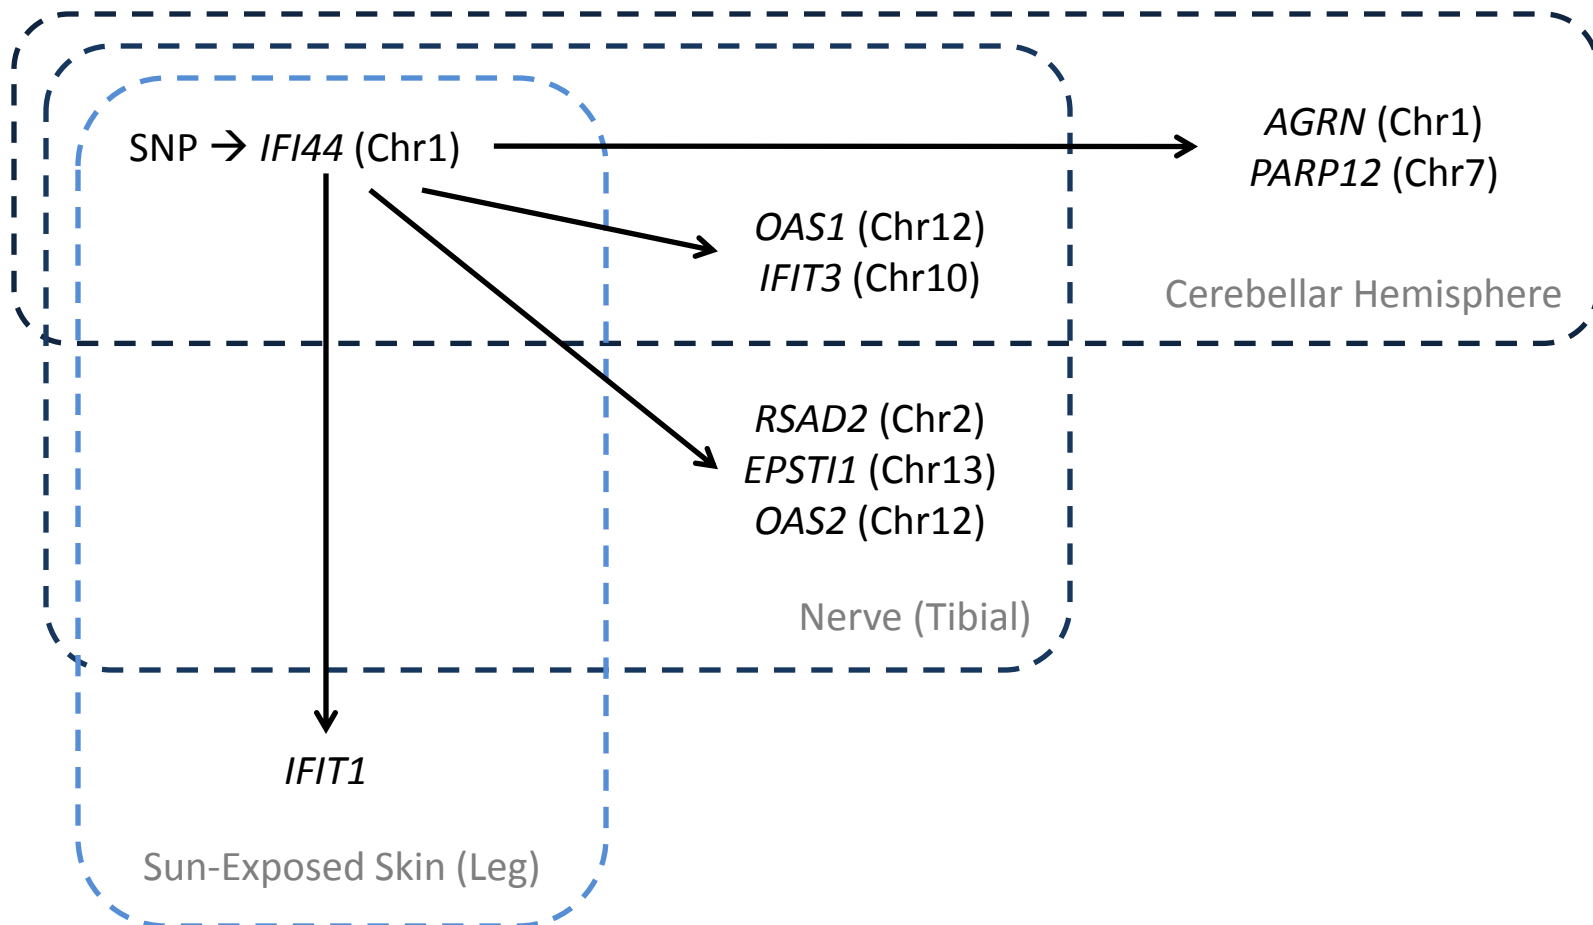 SNP → IFI44 (Chr1)
AGRN (Chr1)
PARP12 (Chr7)
OAS1 (Chr12)
IFIT3 (Chr10)
Cerebellar Hemisphere
RSAD2 (Chr2)
EPSTI1 (Chr13)
OAS2 (Chr12)
Nerve (Tibial)
IFIT1
Sun-Exposed Skin (Leg)